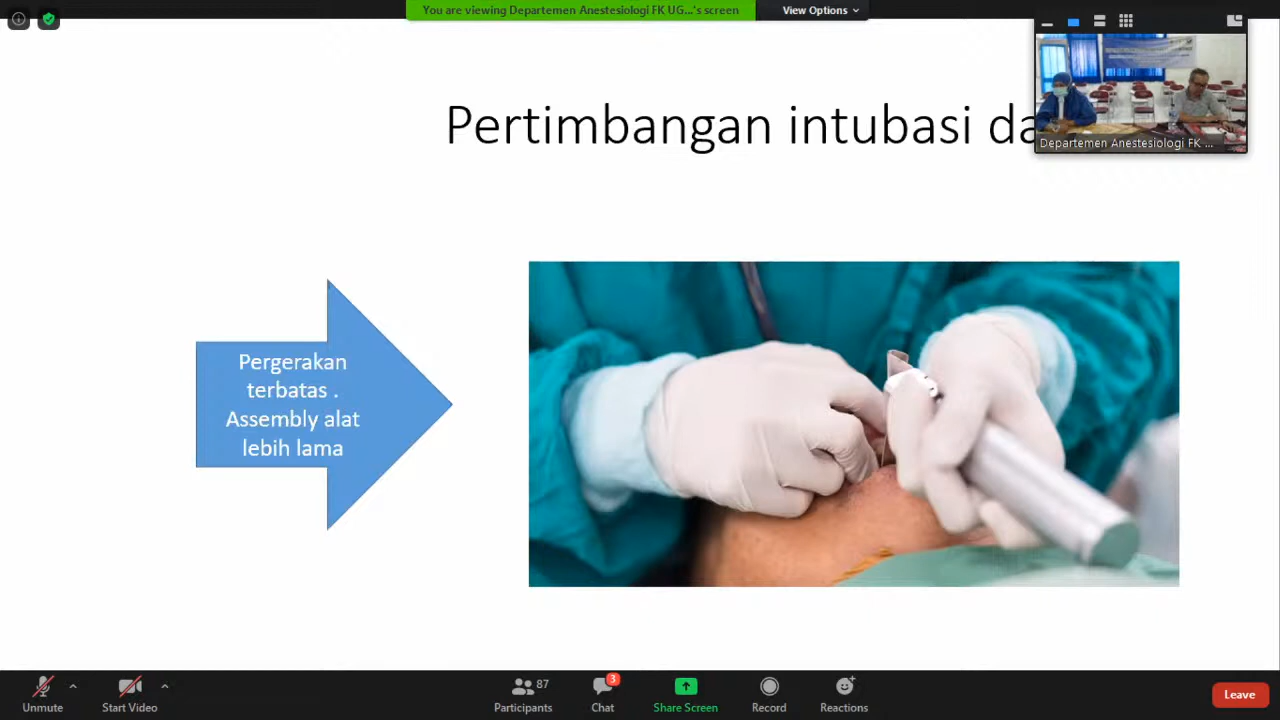 You are viewing Departemen Anestesiologi FK UG...'s screen
View Options
Pertimbangan intubasi da
Departemen Anestesiologi FK ...
Pergerakan
terbatas .
Assembly alat
lebih lama
Unmute
Start Video
87
Participants
3
Chat
Share Screen
Record
Reactions
Leave